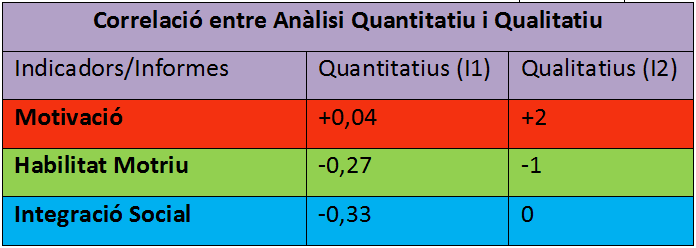 Correlació entre Anàlisi Quantitatiu i Qualitatiu
Indicadors/Informes Quantitatius (I1) Qualitatius (I2)
Motivació +0,04 +2
Habilitat Motriu -0,27 -1
Integració Social -0,33 0